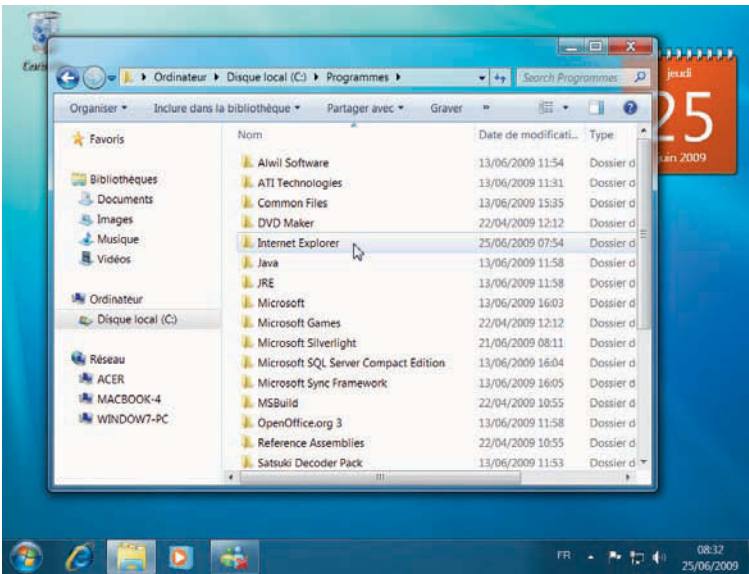 Ordinateur Disque local (C:) Programmes Search Programmes
Organiser Inclure dans la bibliothèque Partager avec Graver »
Favoris
Bibliothèques
Documents
Images
Musique
Vidéos
Ordinateur
Disque local (C:)
Réseau
ACER
MACBOOK-4
WINDOW7-PC
Nom Date de modificati... Type
Alwil Software 13/06/2009 11:54 Dossier d
ATI Technologies 13/06/2009 11:31 Dossier d
Common Files 13/06/2009 15:35 Dossier d
DVD Maker 22/04/2009 12:12 Dossier d
Internet Explorer 25/06/2009 07:54 Dossier d
Java 13/06/2009 11:58 Dossier d
JRE 13/06/2009 11:58 Dossier d
Microsoft 13/06/2009 16:03 Dossier d
Microsoft Games 22/04/2009 12:12 Dossier d
Microsoft Silverlight 21/06/2009 08:11 Dossier d
Microsoft SQL Server Compact Edition 13/06/2009 16:04 Dossier d
Microsoft Sync Framework 13/06/2009 16:05 Dossier d
MSBuild 22/04/2009 10:55 Dossier d
OpenOffice.org 3 13/06/2009 11:58 Dossier d
Reference Assemblies 22/04/2009 10:55 Dossier d
Satsuki Decoder Pack 13/06/2009 11:53 Dossier d
jeudi
25
juin 2009
FR
08:32
25/06/2009